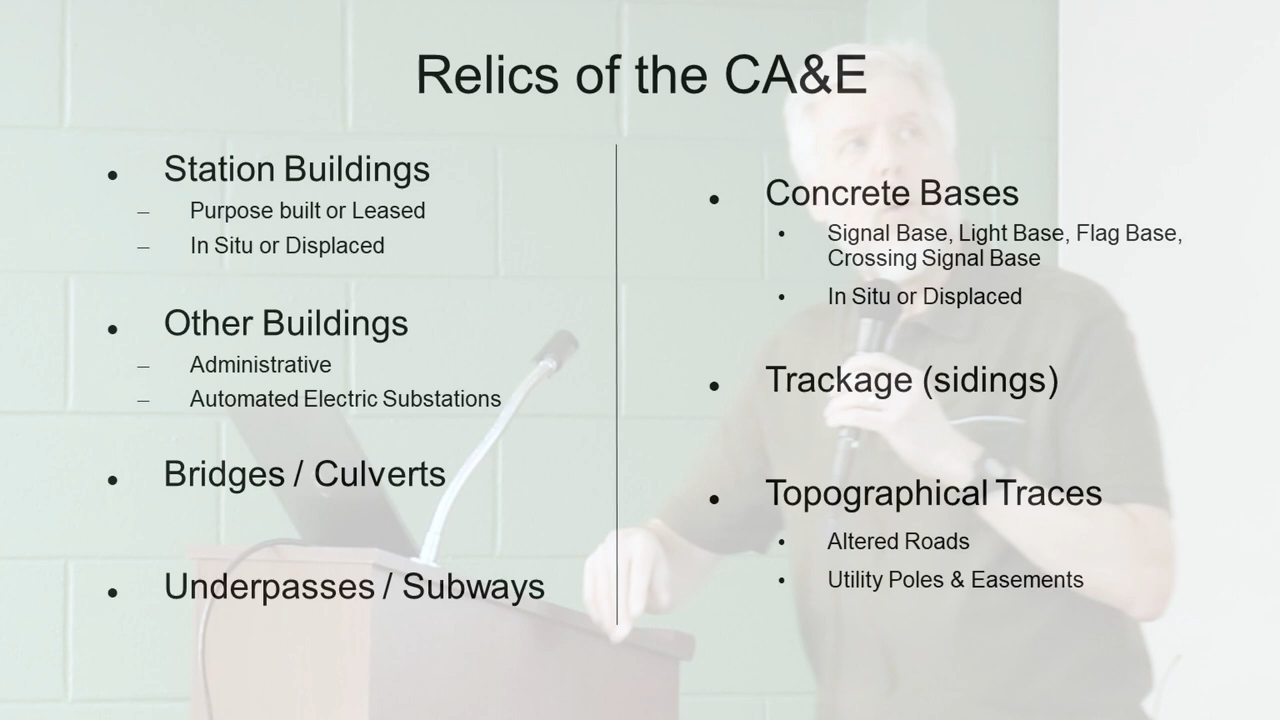 Relics of the CA&E
• Station Buildings
– Purpose built or Leased
– In Situ or Displaced
• Other Buildings
– Administrative
– Automated Electric Substations
• Bridges / Culverts
• Underpasses / Subways
• Concrete Bases
• Signal Base, Light Base, Flag Base,
Crossing Signal Base
• In Situ or Displaced
• Trackage (sidings)
• Topographical Traces
• Altered Roads
• Utility Poles & Easements